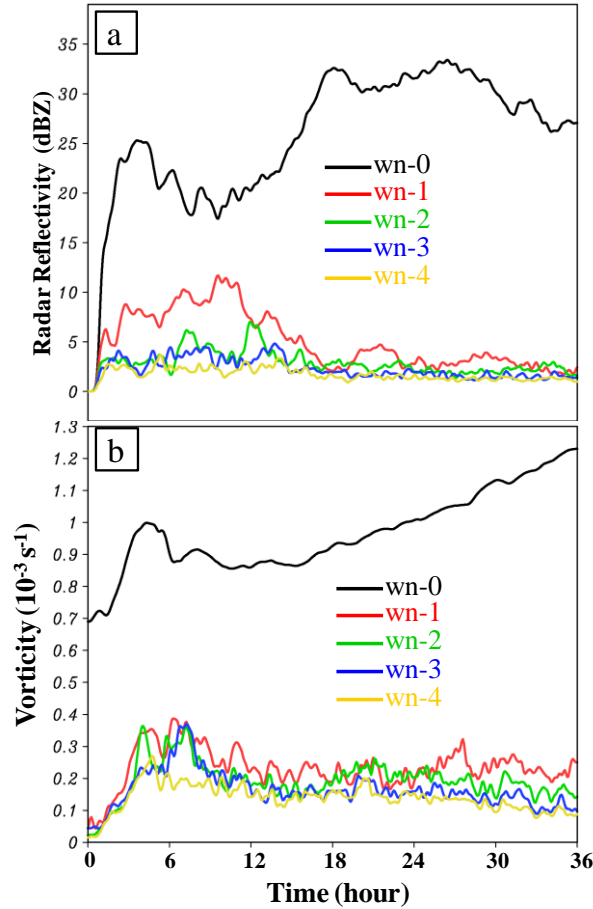 a
35
30
25
20
15
10
5
0
Radar Reflectivity (dBZ)
wn-0
wn-1
wn-2
wn-3
wn-4
b
1.3
1.2
1.1
1
0.9
0.8
0.7
0.6
0.5
0.4
0.3
0.2
0.1
0
Vorticity (10⁻³ s⁻¹)
wn-0
wn-1
wn-2
wn-3
wn-4
0 6 12 18 24 30 36
Time (hour)